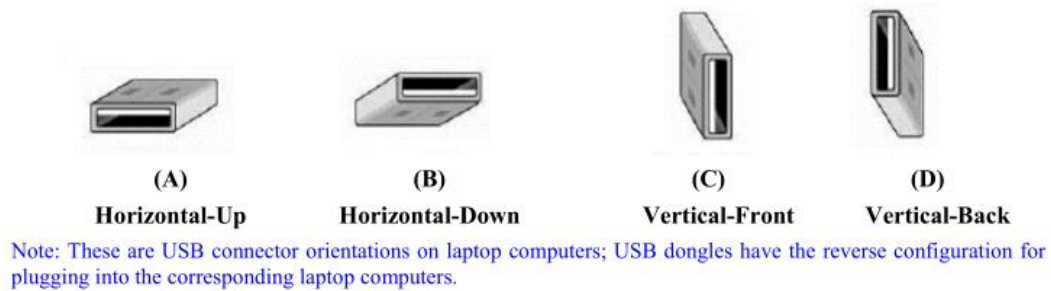 (A) (B) (C) (D)
Horizontal-Up Horizontal-Down Vertical-Front Vertical-Back
Note: These are USB connector orientations on laptop computers; USB dongles have the reverse configuration for
plugging into the corresponding laptop computers.